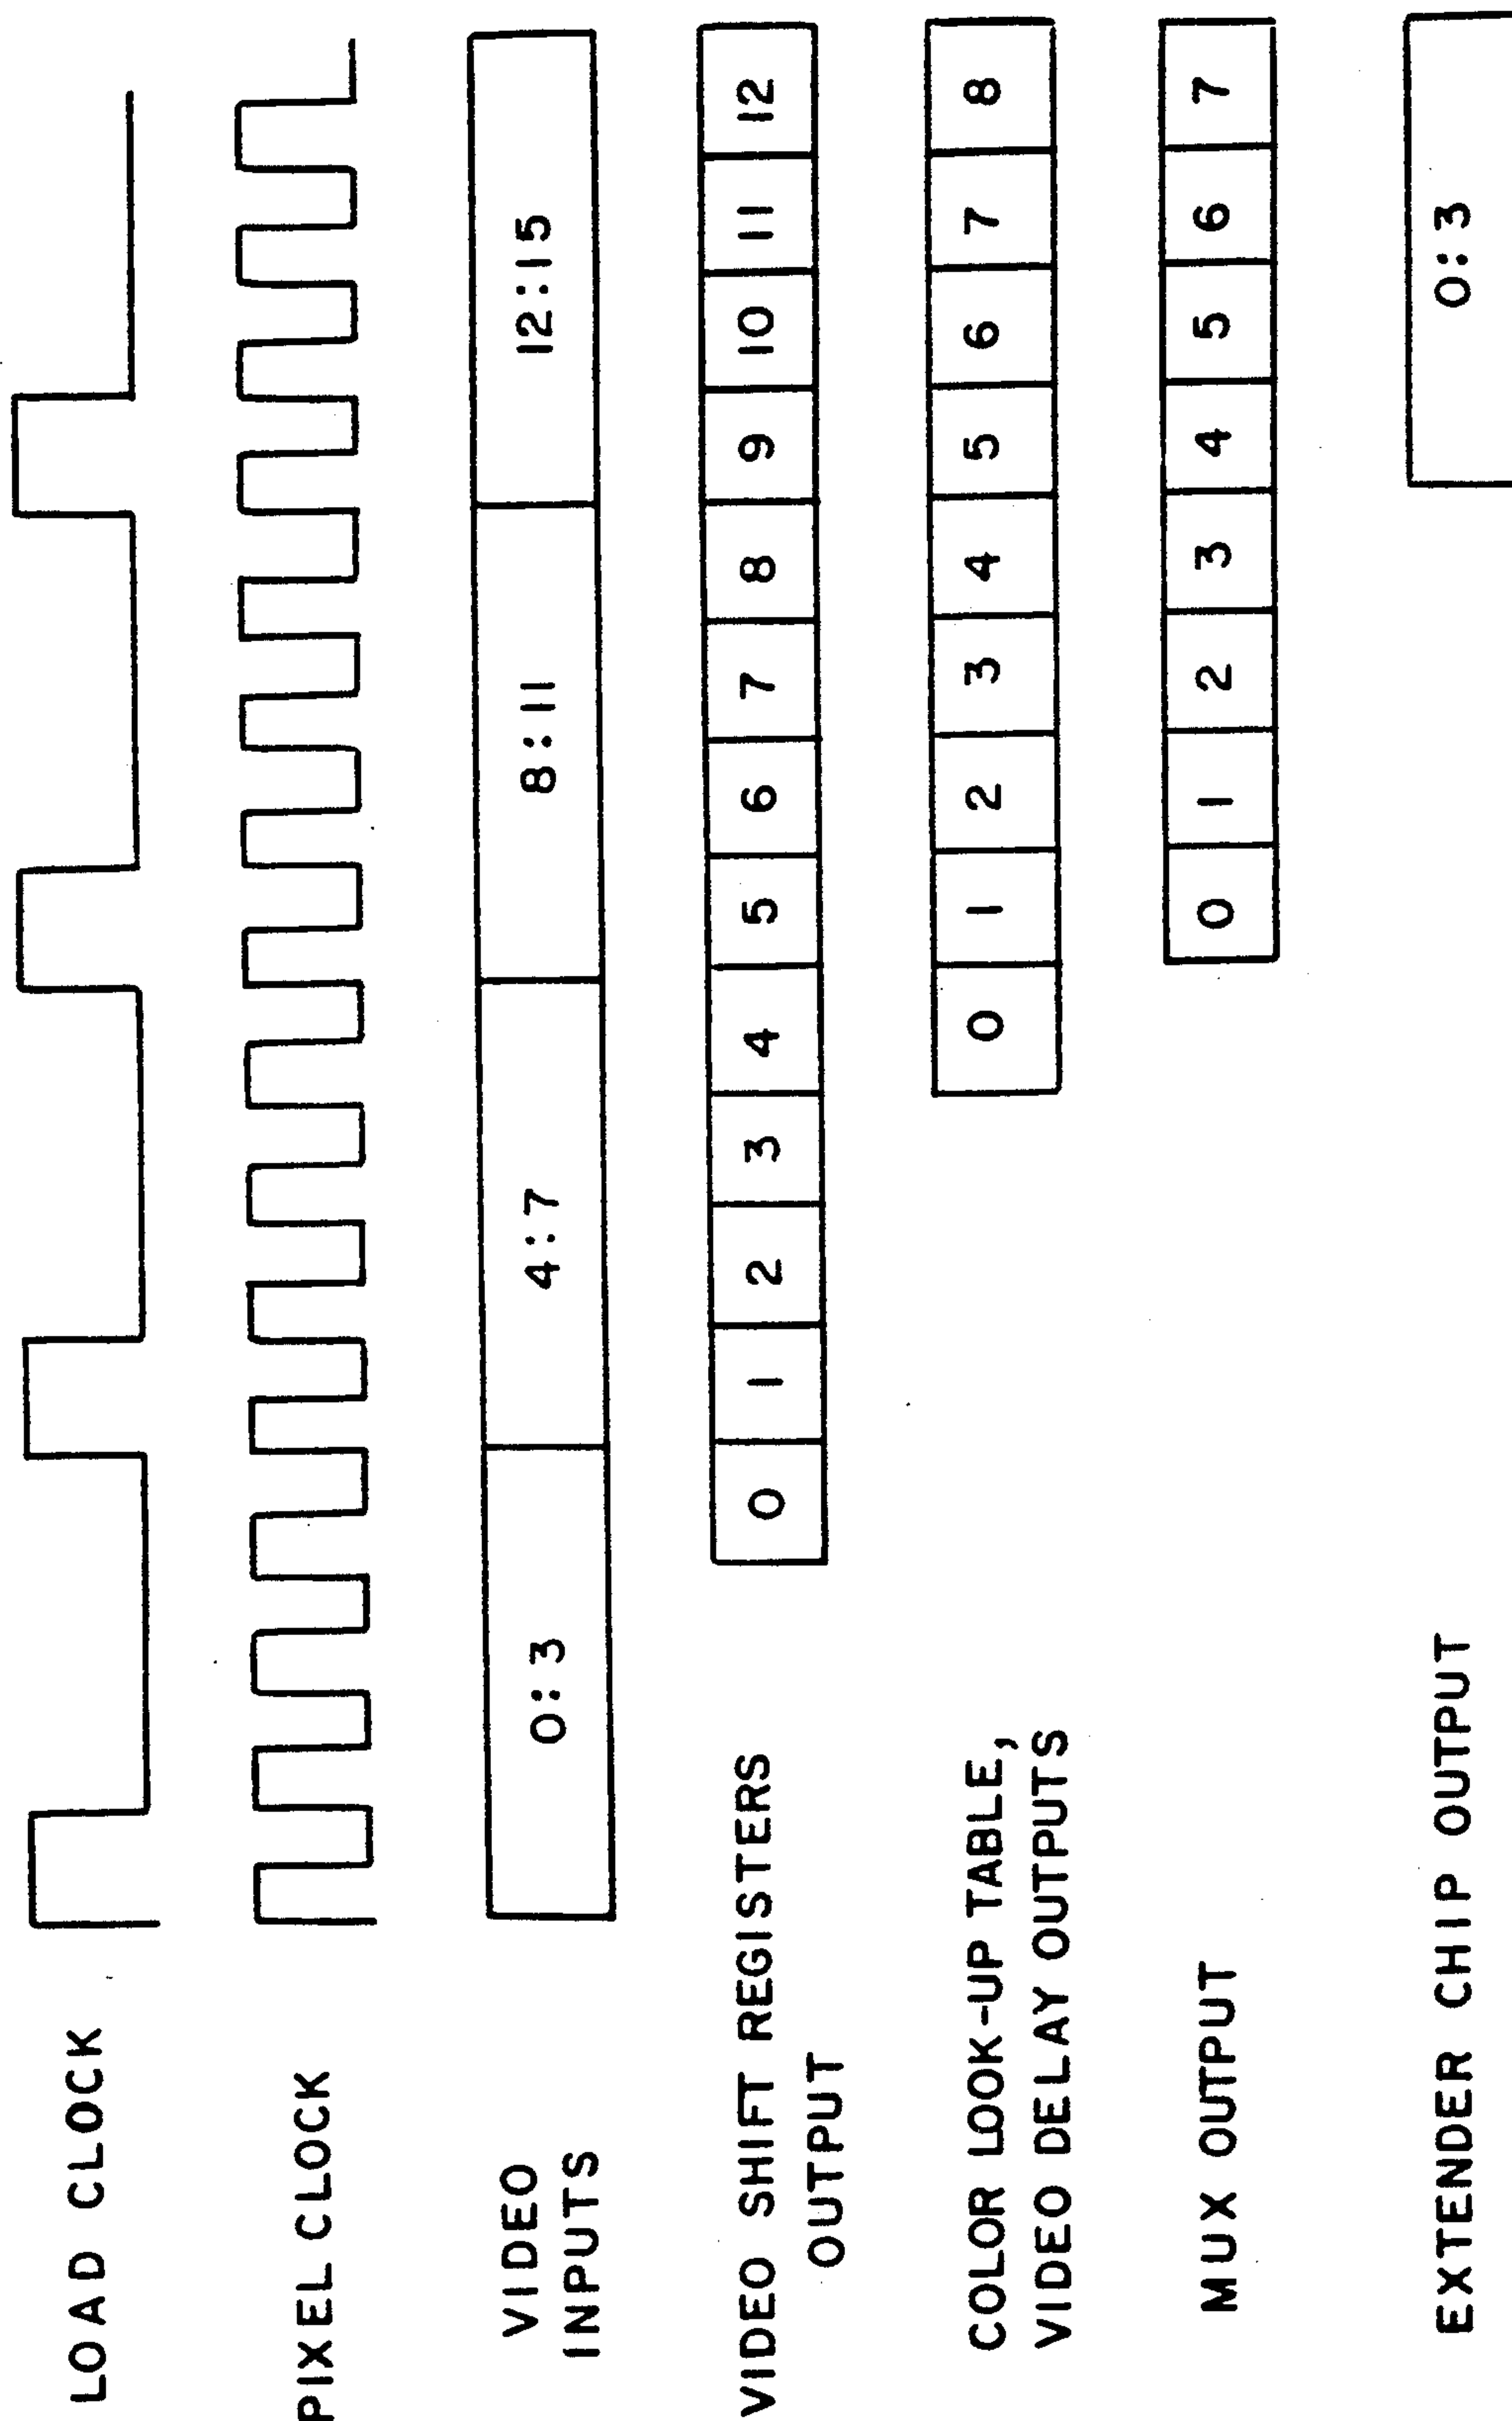 LOAD CLOCK
PIXEL CLOCK
VIDEO
INPUTS
0:3
4:7
8:11
12:15
VIDEO SHIFT REGISTERS
OUTPUT
0 1 2 3 4 5 6 7 8 9 10 11 12
COLOR LOOK-UP TABLE,
VIDEO DELAY OUTPUTS
0 1 2 3 4 5 6 7 8
MUX OUTPUT
0 1 2 3 4 5 6 7
EXTENDER CHIP OUTPUT
0:3